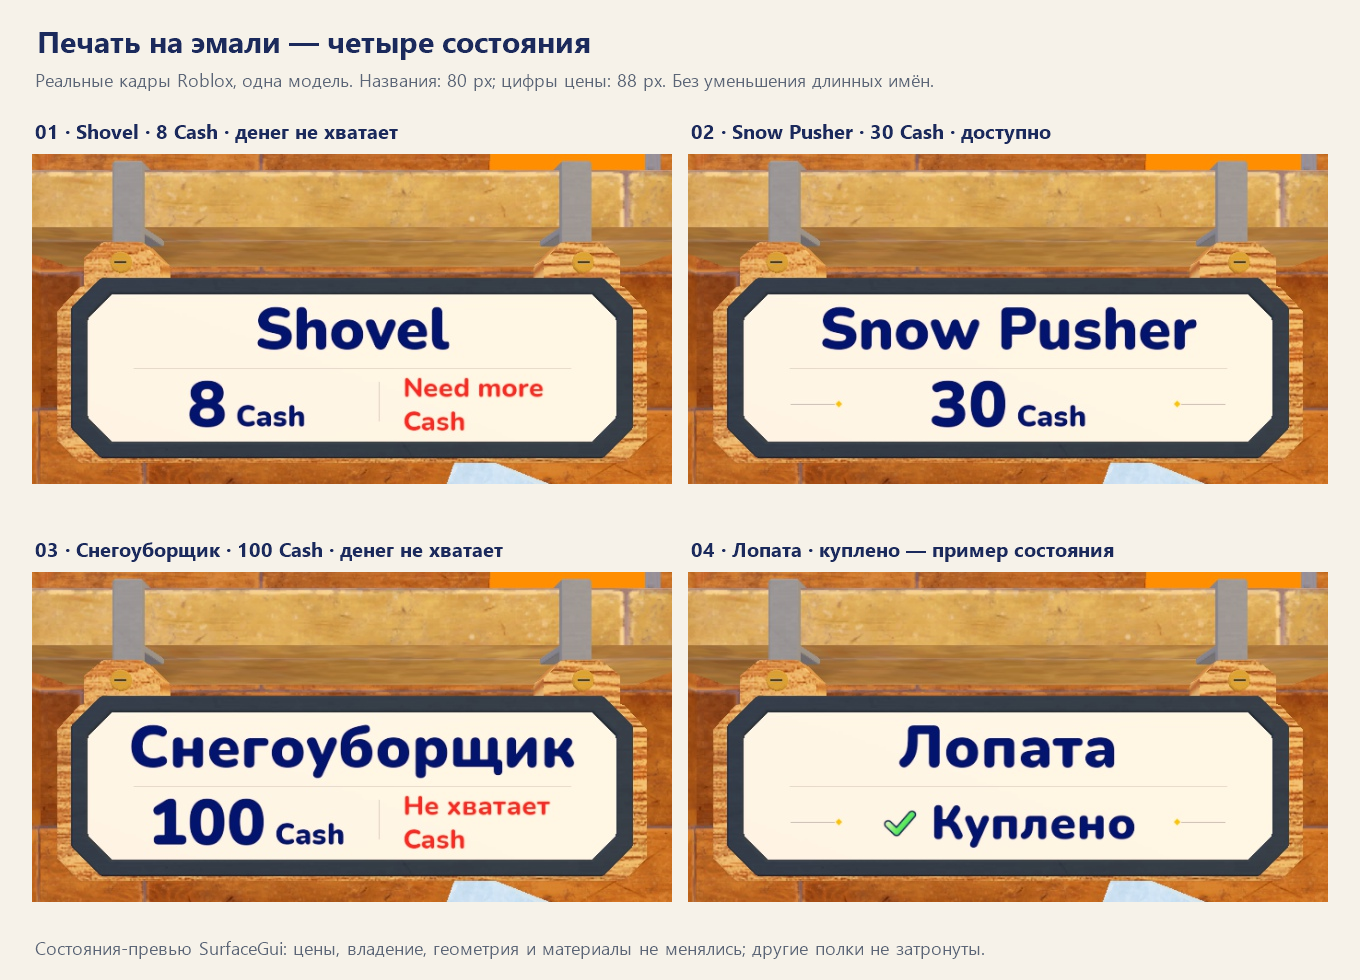 Печать на эмали — четыре состояния
Реальные кадры Roblox, одна модель. Названия: 80 px; цифры цены: 88 px. Без уменьшения длинных имён.
01 · Shovel · 8 Cash · денег не хватает
Shovel
8 Cash
Need more
Cash
02 · Snow Pusher · 30 Cash · доступно
Snow Pusher
30 Cash
03 · Снегоуборщик · 100 Cash · денег не хватает
Снегоуборщик
100 Cash
Не хватает
Cash
04 · Лопата · куплено — пример состояния
Лопата
Куплено
Состояния-превью SurfaceGui: цены, владение, геометрия и материалы не менялись; другие полки не затронуты.